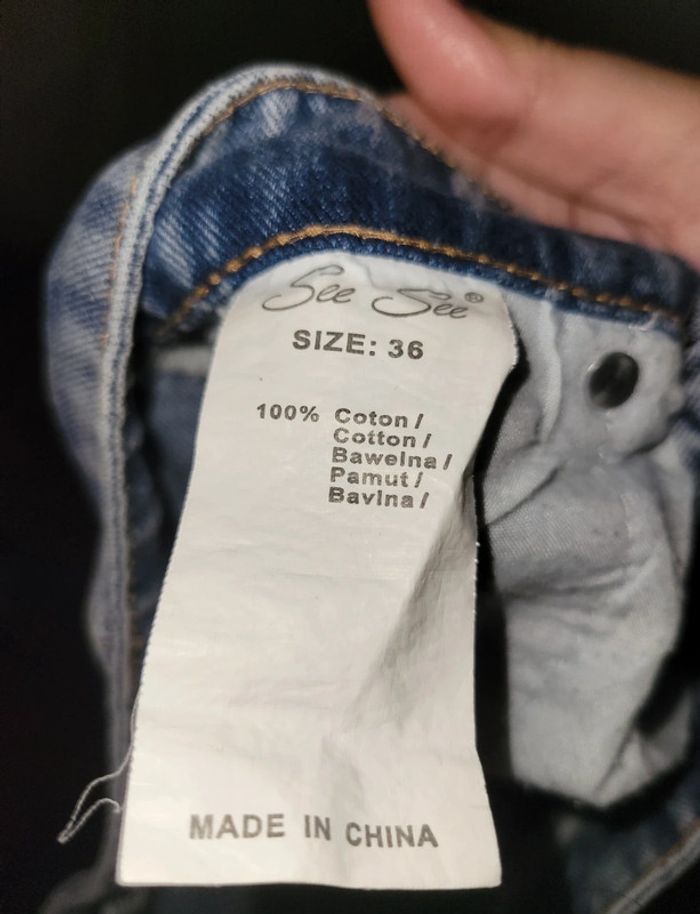 See See®
SIZE: 36
100% Coton /
Cotton /
Bawelna /
Pamut /
Bavlna /
MADE IN CHINA